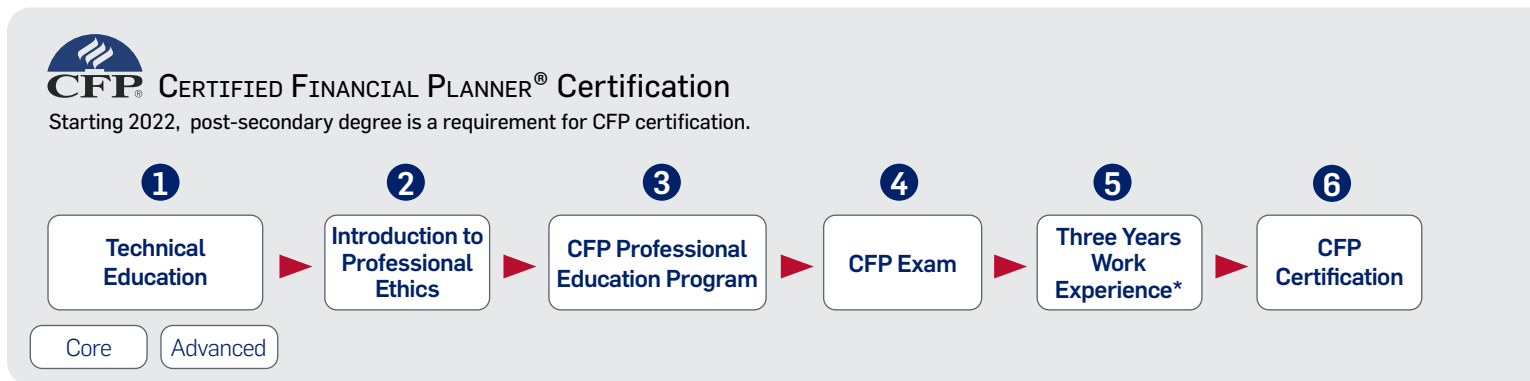 CFP®
CERTIFIED FINANCIAL PLANNER® Certification
Starting 2022, post-secondary degree is a requirement for CFP certification.
1
Technical
Education
2
Introduction to
Professional
Ethics
3
CFP Professional
Education Program
4
CFP Exam
5
Three Years
Work
Experience*
6
CFP
Certification
Core
Advanced